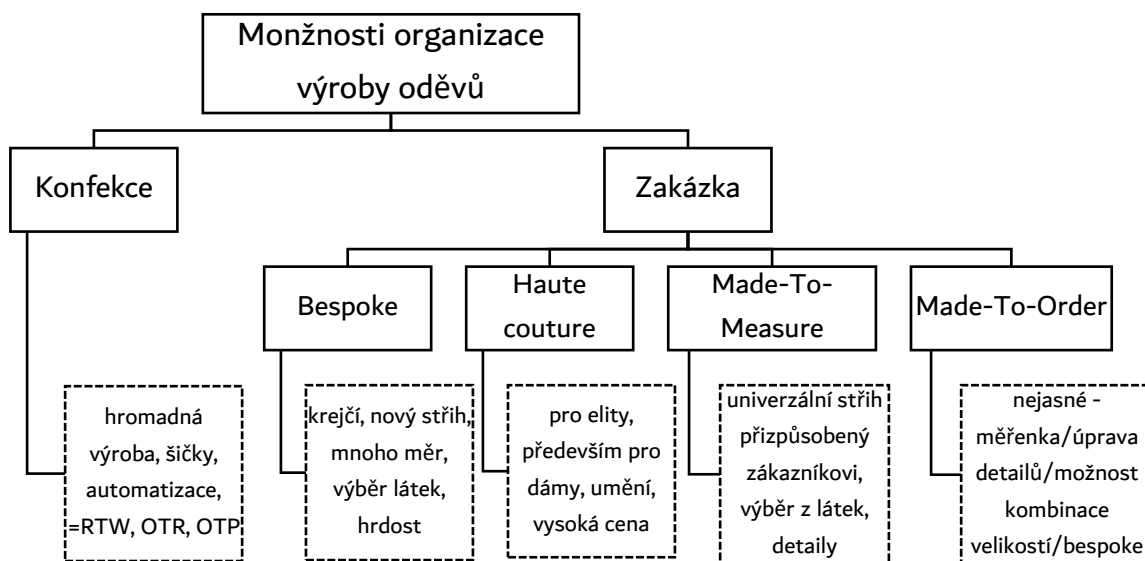 Monžnosti organizace
výroby oděvů
Konfekce
Zakázka
Bespoke
Haute
couture
Made-To-
Measure
Made-To-Order
hromadná
výroba, šičky,
automatizace,
=RTW, OTR, OTP
krejčí, nový střih,
mnoho měr,
výběr látek,
hrdost
pro elity,
především pro
dámy, umění,
vysoká cena
univerzální střih
přizpůsobený
zákazníkovi,
výběr z látek,
detaily
nejasné -
měřenka/úprava
detailů/možnost
kombinace
velikostí/bespoke